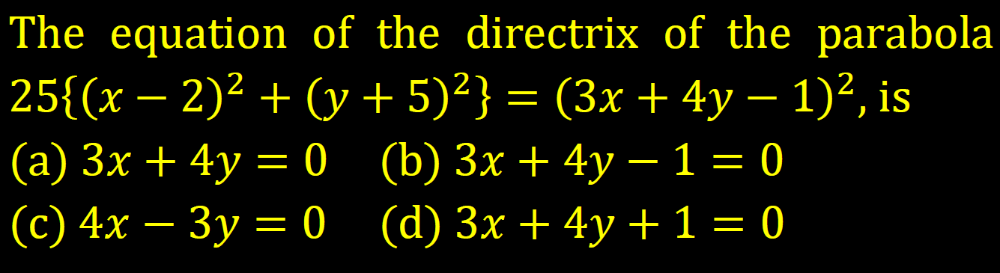 The equation of the directrix of the parabola
25{(x − 2)² + (y + 5)²} = (3x + 4y − 1)², is
(a) 3x + 4y = 0 (b) 3x + 4y − 1 = 0
(c) 4x − 3y = 0 (d) 3x + 4y + 1 = 0